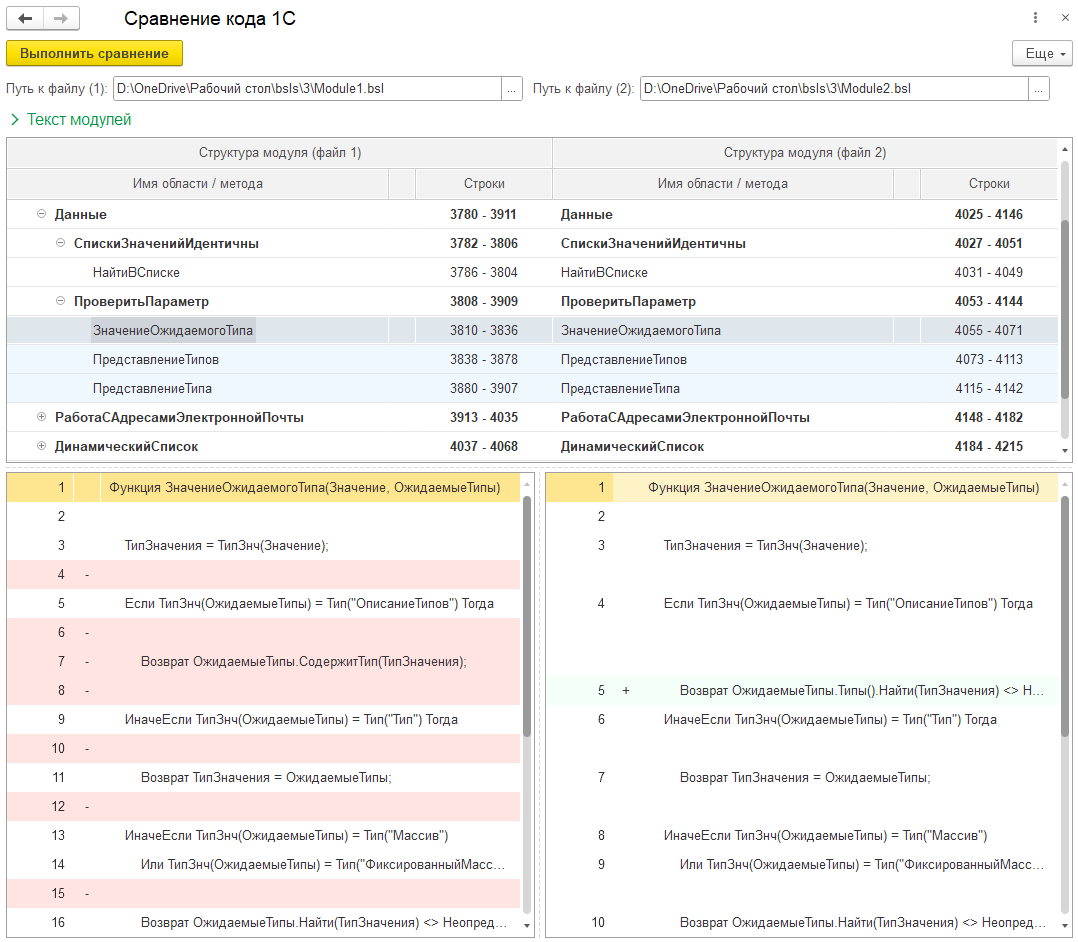 Сравнение кода 1С
Выполнить сравнение
Еще
Путь к файлу (1): D:\OneDrive\Рабочий стол\bsls\3\Module1.bsl ... Путь к файлу (2): D:\OneDrive\Рабочий стол\bsls\3\Module2.bsl ...
Текст модулей
Структура модуля (файл 1) Структура модуля (файл 2)
Имя области / метода Строки Имя области / метода Строки
Данные 3780 - 3911 Данные 4025 - 4146
СпискиЗначенийИдентичны 3782 - 3806 СпискиЗначенийИдентичны 4027 - 4051
НайтиВСписке 3786 - 3804 НайтиВСписке 4031 - 4049
ПроверитьПараметр 3808 - 3909 ПроверитьПараметр 4053 - 4144
ЗначениеОжидаемогоТипа 3810 - 3836 ЗначениеОжидаемогоТипа 4055 - 4071
ПредставлениеТипов 3838 - 3878 ПредставлениеТипов 4073 - 4113
ПредставлениеТипа 3880 - 3907 ПредставлениеТипа 4115 - 4142
РаботаСАдресамиЭлектроннойПочты 3913 - 4035 РаботаСАдресамиЭлектроннойПочты 4148 - 4182
ДинамическийСписок 4037 - 4068 ДинамическийСписок 4184 - 4215
1 Функция ЗначениеОжидаемогоТипа(Значение, ОжидаемыеТипы)
2
3 ТипЗначения = ТипЗнч(Значение);
4 -
5 Если ТипЗнч(ОжидаемыеТипы) = Тип("ОписаниеТипов") Тогда
6 -
7 - Возврат ОжидаемыеТипы.СодержитТип(ТипЗначения);
8 -
9 ИначеЕсли ТипЗнч(ОжидаемыеТипы) = Тип("Тип") Тогда
10 -
11 Возврат ТипЗначения = ОжидаемыеТипы;
12 -
13 ИначеЕсли ТипЗнч(ОжидаемыеТипы) = Тип("Массив")
14 Или ТипЗнч(ОжидаемыеТипы) = Тип("ФиксированныйМасс...
15 -
16 Возврат ОжидаемыеТипы.Найти(ТипЗначения) <> Неопред...
1 Функция ЗначениеОжидаемогоТипа(Значение, ОжидаемыеТипы)
2
3 ТипЗначения = ТипЗнч(Значение);
4 Если ТипЗнч(ОжидаемыеТипы) = Тип("ОписаниеТипов") Тогда
5 + Возврат ОжидаемыеТипы.Типы().Найти(ТипЗначения) <> Н...
6 ИначеЕсли ТипЗнч(ОжидаемыеТипы) = Тип("Тип") Тогда
7 Возврат ТипЗначения = ОжидаемыеТипы;
8 ИначеЕсли ТипЗнч(ОжидаемыеТипы) = Тип("Массив")
9 Или ТипЗнч(ОжидаемыеТипы) = Тип("ФиксированныйМасс...
10 Возврат ОжидаемыеТипы.Найти(ТипЗначения) <> Неопред...